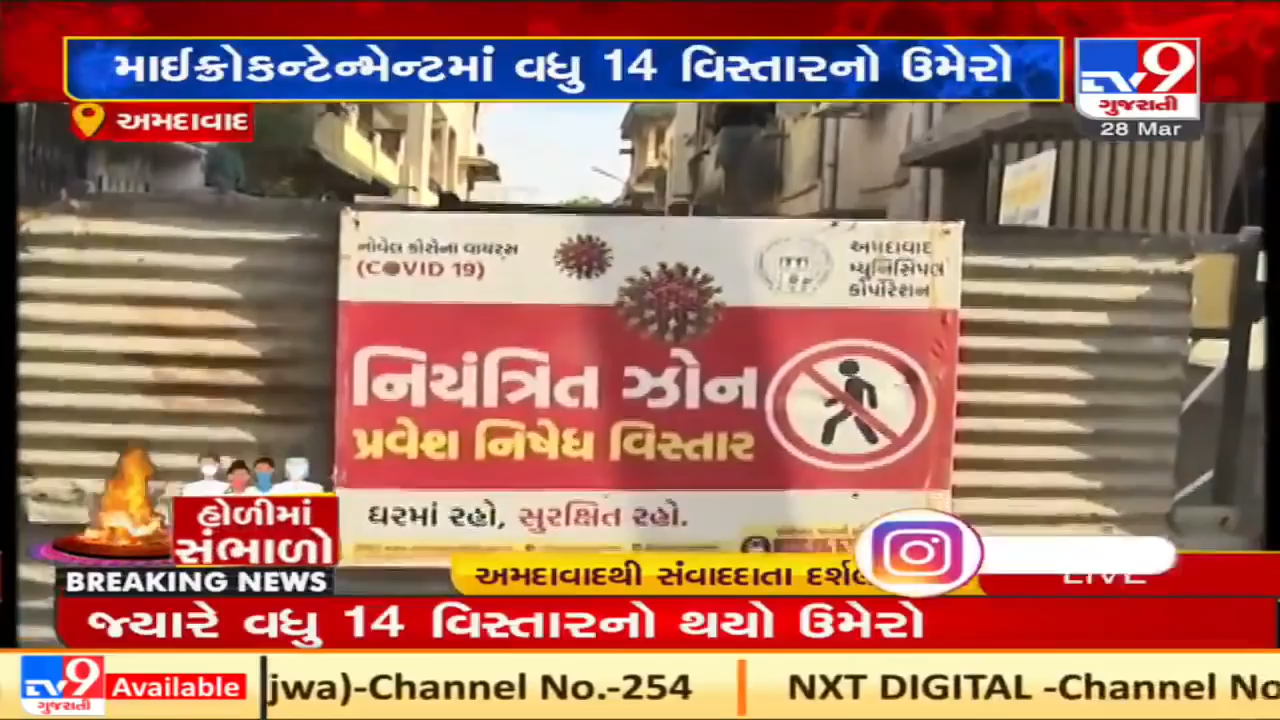 માઈક્રોકન્ટેન્મેન્ટમાં વધુ 14 વિસ્તારનો ઉમેરો
TV9
ગુજરાતી
28 Mar
અમદાવાદ
નોવેલ કોરોના વાયરસ
(COVID 19)
અમદાવાદ
મ્યુનિસિપલ
કોર્પોરેશન
નિયંત્રિત ઝોન
પ્રવેશ નિષેધ વિસ્તાર
ઘરમાં રહો, સુરક્ષિત રહો.
હોળીમાં
સંભાળો
BREAKING NEWS
અમદાવાદથી સંવાદદાતા
LIVE
જ્યારે વધુ 14 વિસ્તારનો થયો ઉમેરો
TV9
ગુજરાતી
Available
jwa)-Channel No.-254
NXT DIGITAL -Channel No